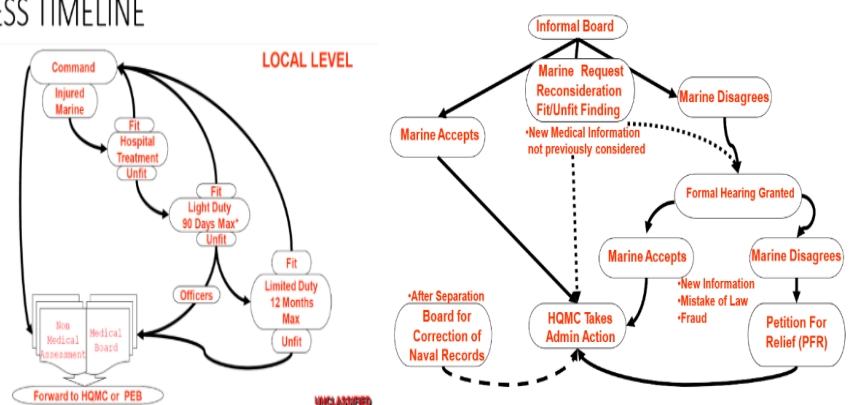 ESS TIMELINE
LOCAL LEVEL
Command
Injured
Marine
Fit
Hospital
Treatment
Unfit
Fit
Light Duty
90 Days Max*
Unfit
Officers
Fit
Limited Duty
12 Months
Max
Unfit
Non
Medical
Assessment
Medical
Board
Forward to HQMC or PEB
UNCLASSIFIED
Informal Board
Marine Request
Reconsideration
Fit/Unfit Finding
•New Medical Information
not previously considered
Marine Disagrees
Marine Accepts
Formal Hearing Granted
Marine Accepts
Marine Disagrees
•New Information
•Mistake of Law
•Fraud
•After Separation
Board for
Correction of
Naval Records
HQMC Takes
Admin Action
Petition For
Relief (PFR)